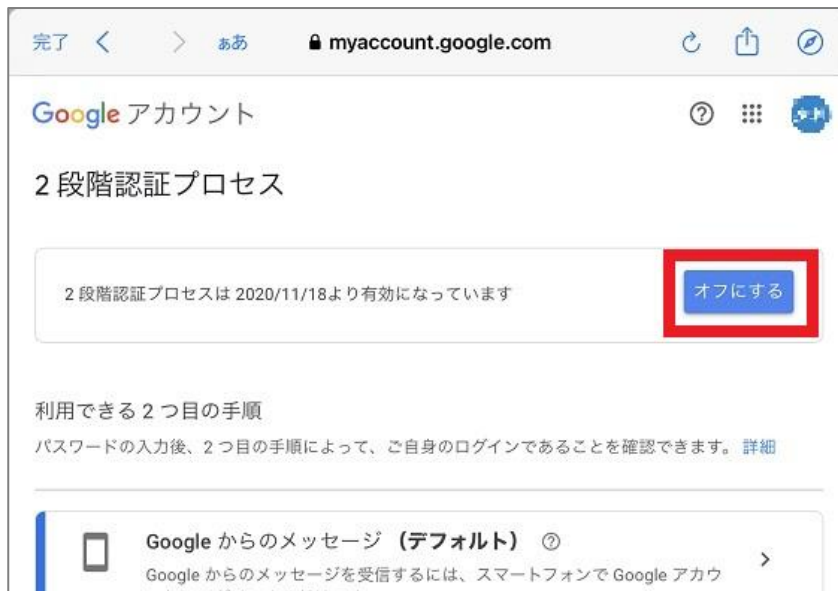 完了 ぁあ myaccount.google.com
Google アカウント
2 段階認証プロセス
2 段階認証プロセスは 2020/11/18より有効になっています
オフにする
利用できる 2 つ目の手順
パスワードの入力後、2 つ目の手順によって、ご自身のログインであることを確認できます。 詳細
Google からのメッセージ (デフォルト)
Google からのメッセージを受信するには、スマートフォンで Google アカウ